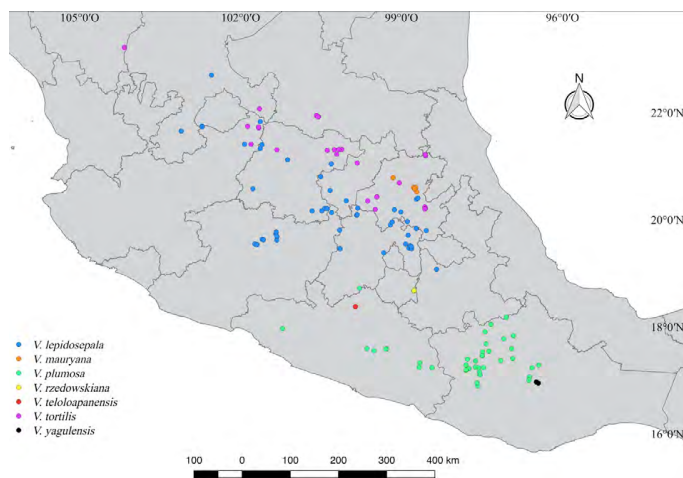 105°0'W 102°0'W 99°0'W 96°0'W
N
22°0'N
20°0'N
18°0'N
V. lepidosepala
V. mauryana
V. plumosa
V. rzedowskiana
V. teloloapanensis
V. tortilis
V. yagulensis
16°0'N
100 0 100 200 300 400 km